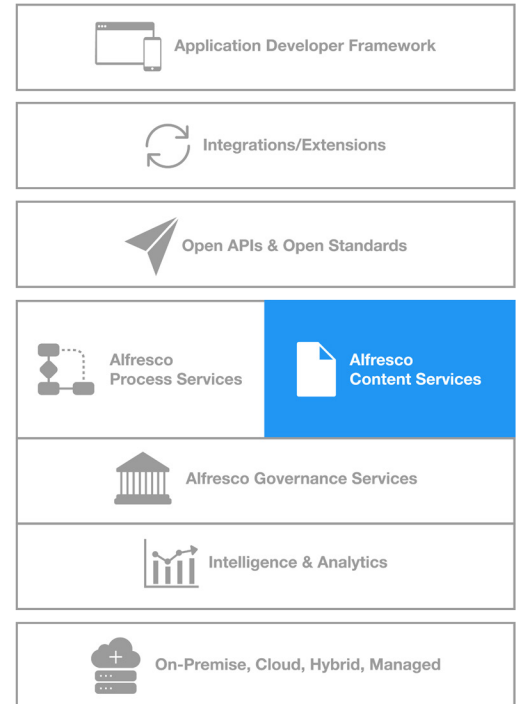 Application Developer Framework
Integrations/Extensions
Open APIs & Open Standards
Alfresco
Process Services
Alfresco
Content Services
Alfresco Governance Services
Intelligence & Analytics
On-Premise, Cloud, Hybrid, Managed